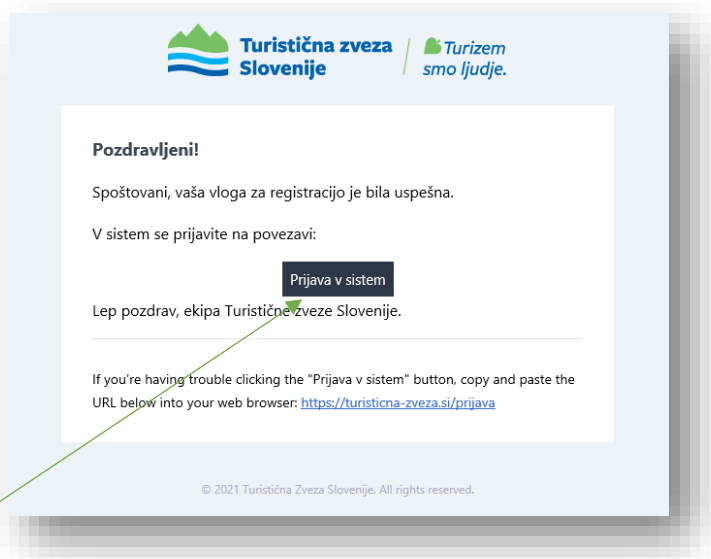 Turistična zveza
Slovenije
Turizem
smo ljudje.
Pozdravljeni!
Spoštovani, vaša vloga za registracijo je bila uspešna.
V sistem se prijavite na povezavi:
Prijava v sistem
Lep pozdrav, ekipa Turistične zveze Slovenije.
If you're having trouble clicking the "Prijava v sistem" button, copy and paste the
URL below into your web browser: https://turisticna-zveza.si/prijava
© 2021 Turistična Zveza Slovenije. All rights reserved.